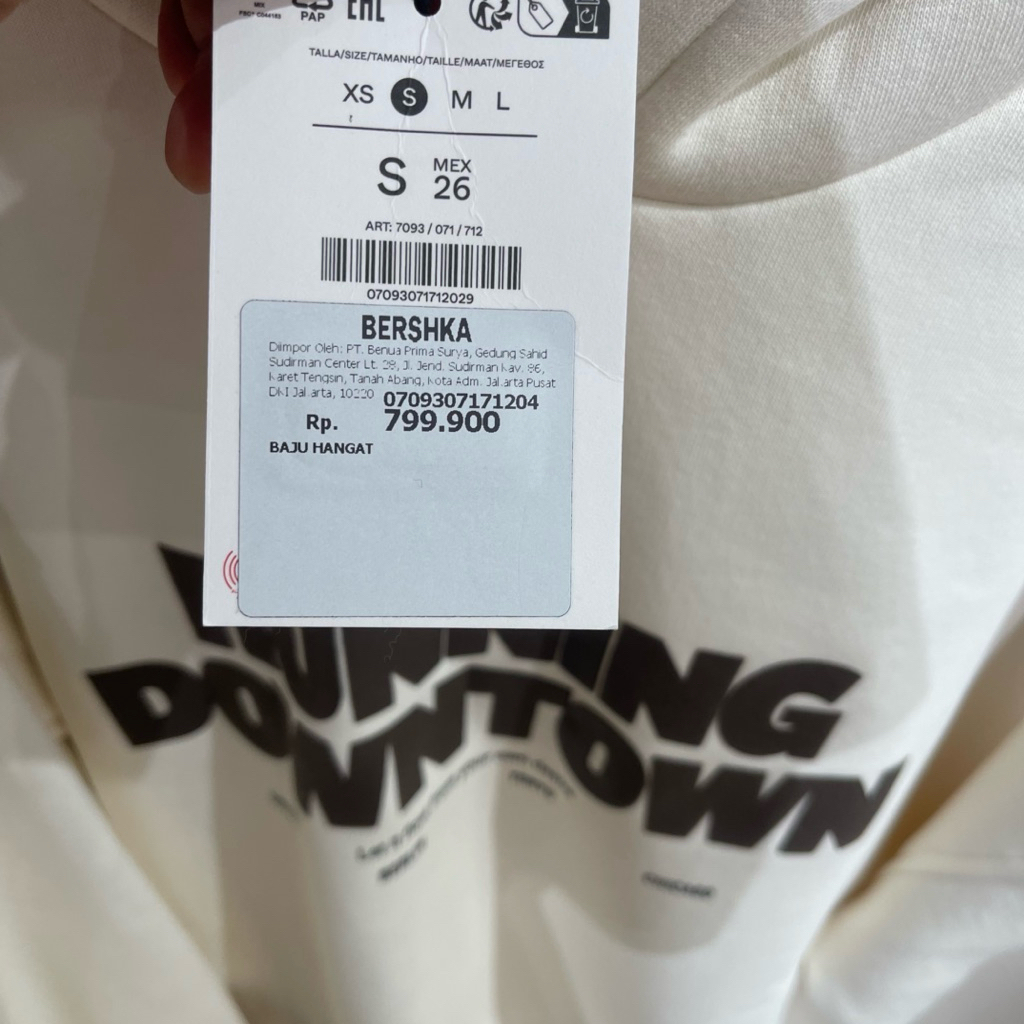 MIX
PAP
EAC
TALLA/SIZE/TAMANHO/TAILLE/MAAT/ΜΕΓΕΘΟΣ
XS S M L
S MEX 26
ART: 7093 / 071 / 712
07093071712029
BERSHKA
Diimpor Oleh: PT. Benua Prima Surya, Gedung Sahid
Sudirman Center Lt. 28, Jl. Jend. Sudirman Kav. 86,
Karet Tengsin, Tanah Abang, Kota Adm. Jakarta Pusat
DKI Jakarta, 10220 0709307171204
Rp. 799.900
BAJU HANGAT
DOWNTOWN